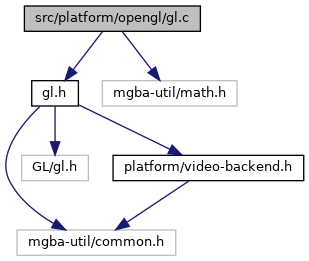 src/platform/opengl/gl.c
gl.h
mgba-util/math.h
GL/gl.h
platform/video-backend.h
mgba-util/common.h